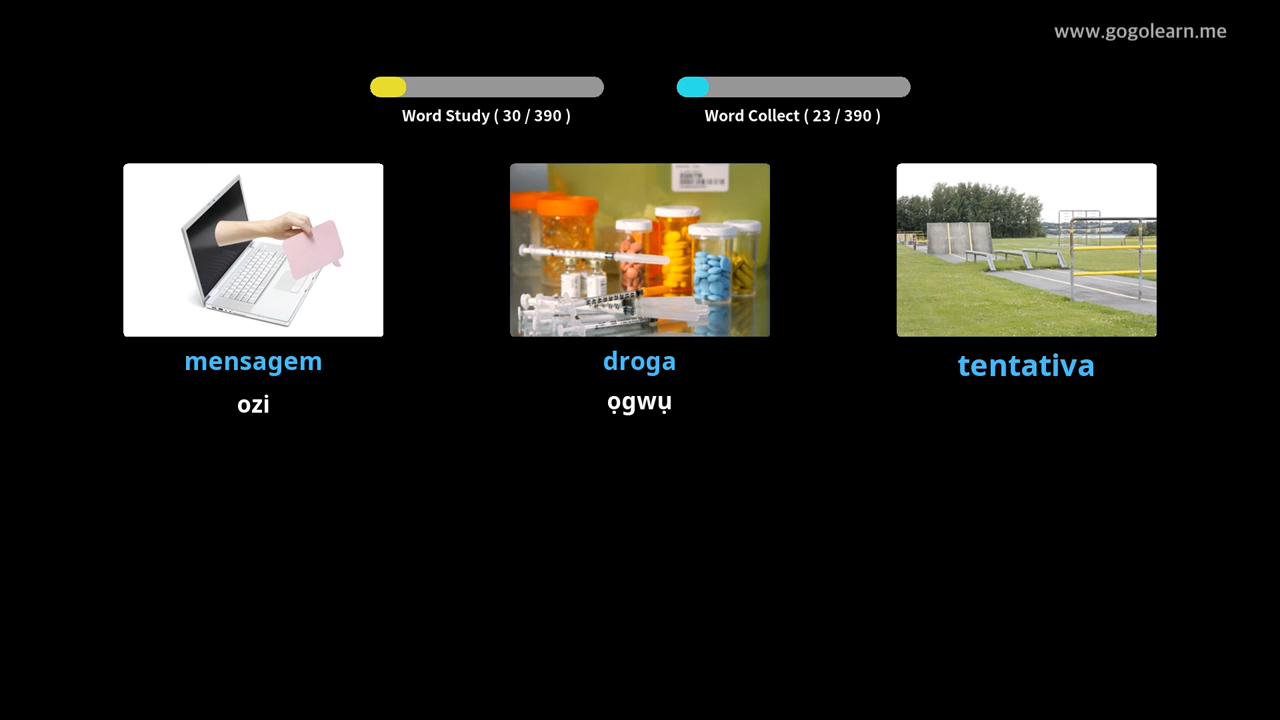 www.gogolearn.me
Word Study ( 30 / 390 )
Word Collect ( 23 / 390 )
mensagem
droga
tentativa
ozi
ọgwụ